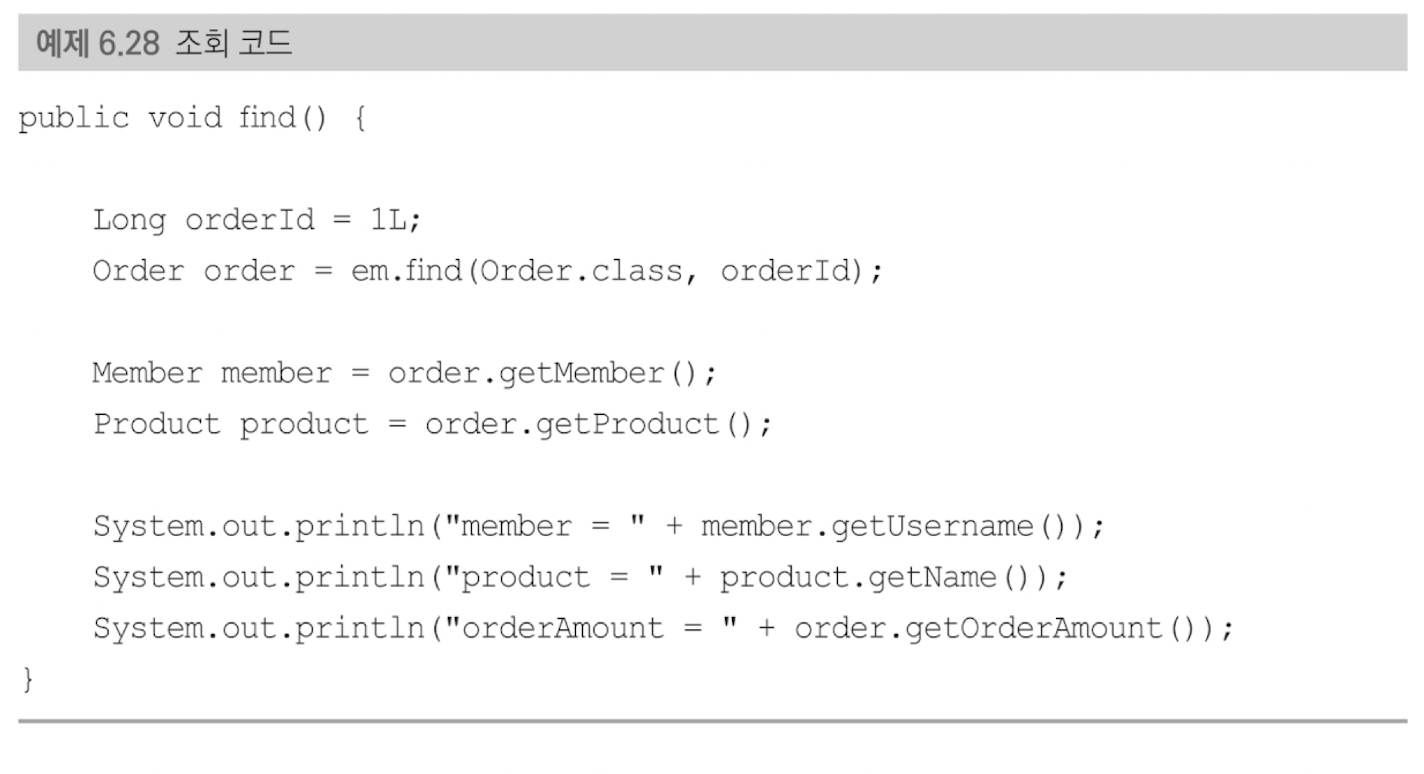 예제 6.28 조회 코드
public void find() {
Long orderId = 1L;
Order order = em.find(Order.class, orderId);
Member member = order.getMember();
Product product = order.getProduct();
System.out.println("member = " + member.getUsername());
System.out.println("product = " + product.getName());
System.out.println("orderAmount = " + order.getOrderAmount());
}